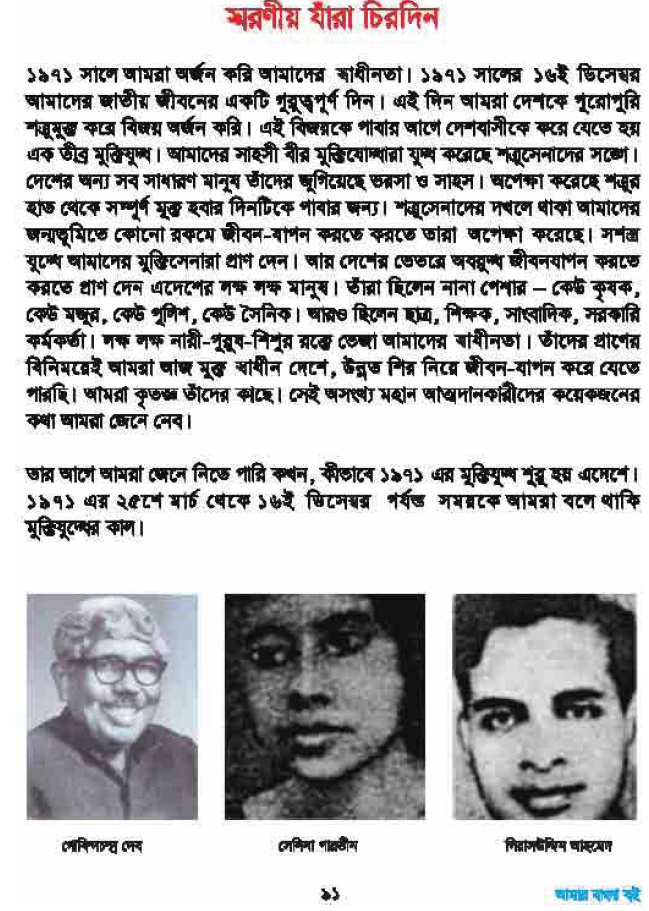 স্মরণীয় যাঁরা চিরদিন
১৯৭১ সালে আমরা অর্জন করি আমাদের স্বাধীনতা। ১৯৭১ সালের ১৬ই ডিসেম্বর
আমাদের জাতীয় জীবনের একটি গুরুত্বপূর্ণ দিন। এই দিন আমরা দেশকে পুরোপুরি
শত্রুমুক্ত করে বিজয় অর্জন করি। এই বিজয়কে পাবার আগে দেশবাসীকে করে যেতে হয়
এক তীব্র মুক্তিযুদ্ধ। আমাদের সাহসী বীর মুক্তিযোদ্ধারা যুদ্ধ করেছে শত্রুসেনাদের সঙ্গে।
দেশের অন্য সব সাধারণ মানুষ তাঁদের জুগিয়েছে ভরসা ও সাহস। অপেক্ষা করেছে শত্রুর
হাত থেকে সম্পূর্ণ মুক্ত হবার দিনটিকে পাবার জন্য। শত্রুসেনাদের দখলে থাকা আমাদের
জন্মভূমিতে কোনো রকমে জীবন-যাপন করতে করতে তারা অপেক্ষা করেছে। সশস্ত্র
যুদ্ধে আমাদের মুক্তিসেনারা প্রাণ দেন। আর দেশের ভেতরে অবরুদ্ধ জীবনযাপন করতে
করতে প্রাণ দেন এদেশের লক্ষ লক্ষ মানুষ। তাঁরা ছিলেন নানা পেশার – কেউ কৃষক,
কেউ মজুর, কেউ পুলিশ, কেউ সৈনিক। আরও ছিলেন ছাত্র, শিক্ষক, সাংবাদিক, সরকারি
কর্মকর্তা। লক্ষ লক্ষ নারী-পুরুষ-শিশুর রক্তে ভেজা আমাদের স্বাধীনতা। তাঁদের প্রাণের
বিনিময়েই আমরা আজ মুক্ত স্বাধীন দেশে, উন্নত শির নিয়ে জীবন-যাপন করে যেতে
পারছি। আমরা কৃতজ্ঞ তাঁদের কাছে। সেই অসংখ্য মহান আত্মদানকারীদের কয়েকজনের
কথা আমরা জেনে নেব।
তার আগে আমরা জেনে নিতে পারি কখন, কীভাবে ১৯৭১ এর মুক্তিযুদ্ধ শুরু হয় এদেশে।
১৯৭১ এর ২৫শে মার্চ থেকে ১৬ই ডিসেম্বর পর্যন্ত সময়কে আমরা বলে থাকি
মুক্তিযুদ্ধের কাল।
গোবিন্দচন্দ্র দেব
সেলিনা পারভীন
সিরাজউদ্দিন আহমেদ
৯১
আমার বাংলা বই